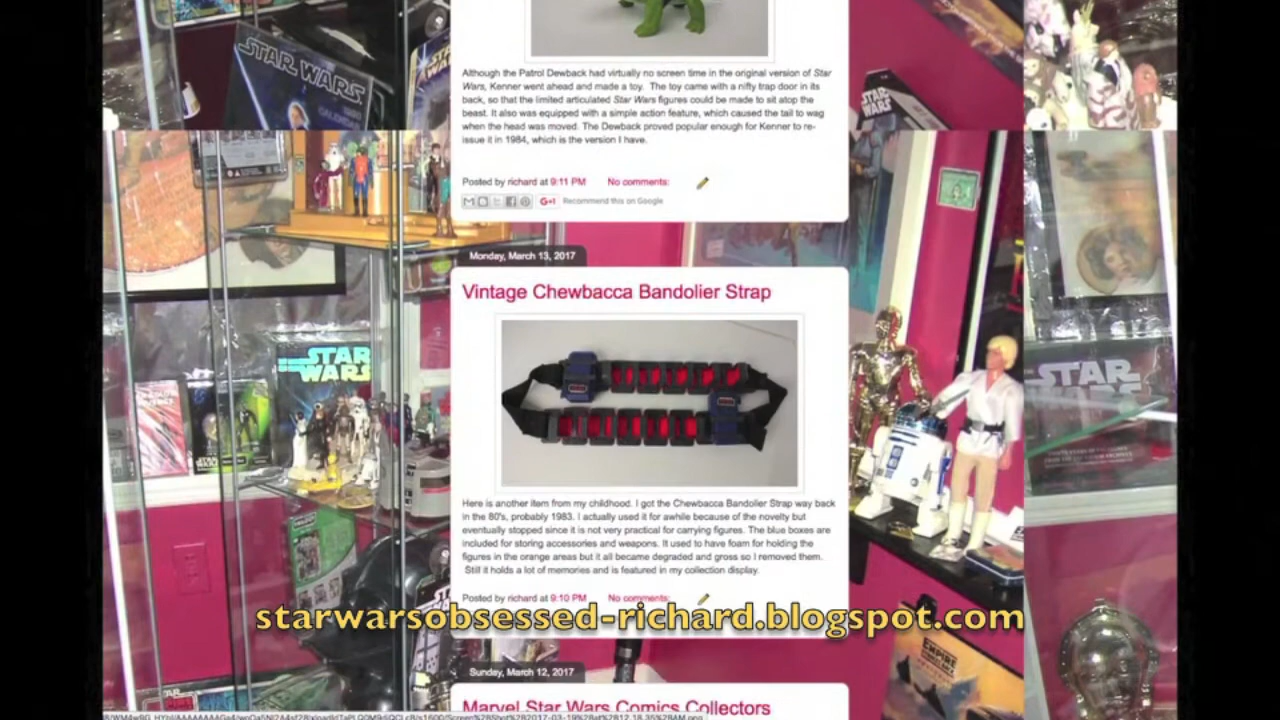 STAR WARS
Although the Patrol Dewback had virtually no screen time in the original version of Star
Wars, Kenner went ahead and made a toy. The toy came with a nifty trap door in its
back, so that the limited articulated Star Wars figures could be made to sit atop the
beast. It also was equipped with a simple action feature, which caused the tail to wag
when the head was moved. The Dewback proved popular enough for Kenner to re-
issue it in 1984, which is the version I have.
STAR
WARS
Posted by richard at 9:11 PM No comments:
G+1 Recommend this on Google
Monday, March 13, 2017
Vintage Chewbacca Bandolier Strap
STAR
WARS
STAR
WARS
Here is another item from my childhood. I got the Chewbacca Bandolier Strap way back
in the 80's, probably 1983. I actually used it for awhile because of the novelty but
eventually stopped since it is not very practical for carrying figures. The blue boxes are
included for storing accessories and weapons. It used to have foam for holding the
figures in the orange areas but it all became degraded and gross so I removed them.
Still it holds a lot of memories and is featured in my collection display.
Posted by richard at 9:10 PM No comments:
starwarsobsessed-richard.blogspot.com
EMPIRE
Sunday, March 12, 2017
Marvel Star Wars Comics Collectors